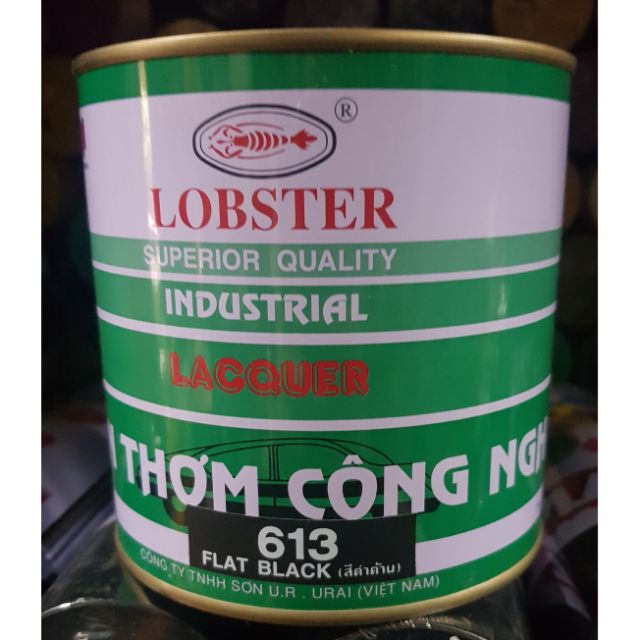 ®
LOBSTER
SUPERIOR QUALITY
INDUSTRIAL
LACQUER
THƠM CÔNG NGH
613
FLAT BLACK (สีดำด้าน)
CÔNG TY TNHH SƠN U.R. URAI (VIỆT NAM)